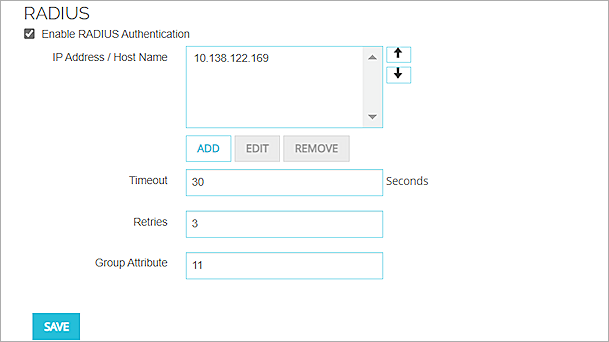 RADIUS
Enable RADIUS Authentication
IP Address / Host Name 10.138.122.169
ADD EDIT REMOVE
Timeout 30 Seconds
Retries 3
Group Attribute 11
SAVE